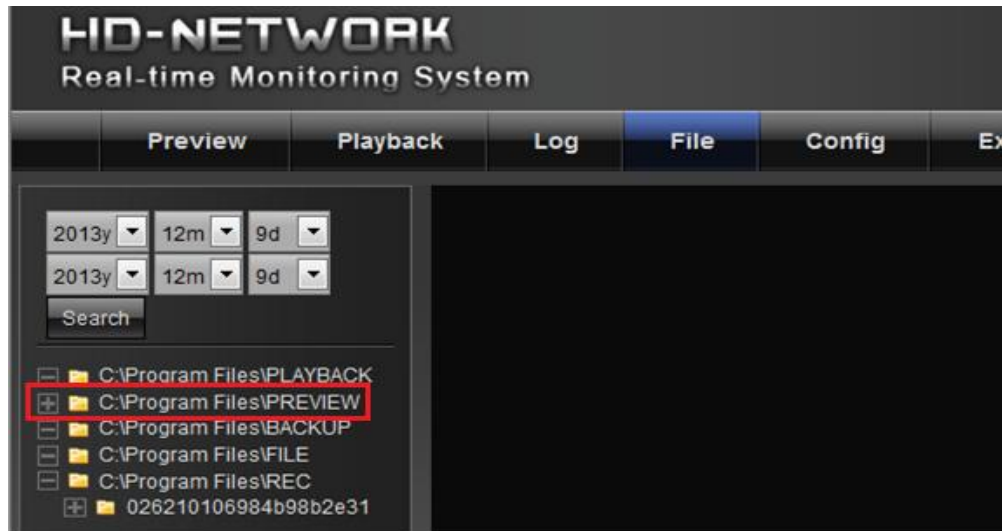 HD-NETWORK
Real-time Monitoring System
Preview Playback Log File Config
2013y 12m 9d
2013y 12m 9d
Search
C:\Program Files\PLAYBACK
C:\Program Files\PREVIEW
C:\Program Files\BACKUP
C:\Program Files\FILE
C:\Program Files\REC
026210106984b98b2e31